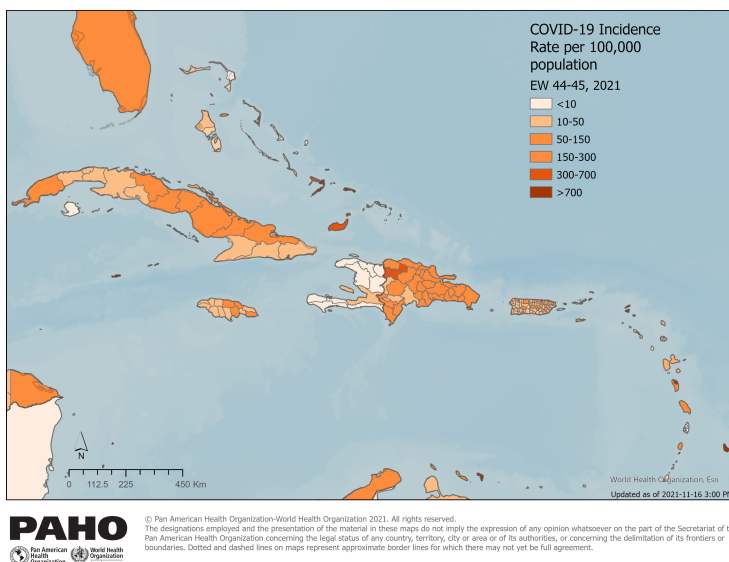 COVID-19 Incidence
Rate per 100,000
population
EW 44-45, 2021
<10
10-50
50-150
150-300
300-700
>700
N
0 112.5 225 450 Km
World Health Organization, Esri
Updated as of 2021-11-16 3:00 PM
PAHO
Pan American
Health
Organization
World Health
Organization
© Pan American Health Organization-World Health Organization 2021. All rights reserved.
The designations employed and the presentation of the material in these maps do not imply the expression of any opinion whatsoever on the part of the Secretariat of t
Pan American Health Organization concerning the legal status of any country, territory, city or area or of its authorities, or concerning the delimitation of its frontiers or
boundaries. Dotted and dashed lines on maps represent approximate border lines for which there may not yet be full agreement.